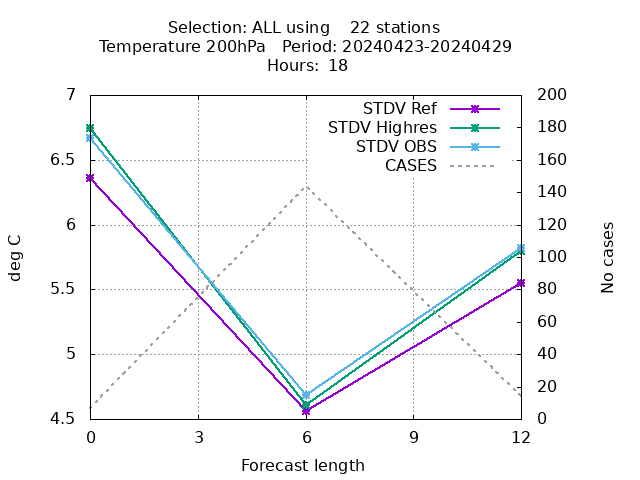 Selection: ALL using    22 stations
Temperature 200hPa   Period: 20240423-20240429
Hours:  18
7
6.5
6
5.5
5
4.5
deg C
STDV Ref
STDV Highres
STDV OBS
CASES
200
180
160
140
120
100
80
60
40
20
0
No cases
0 3 6 9 12
Forecast length